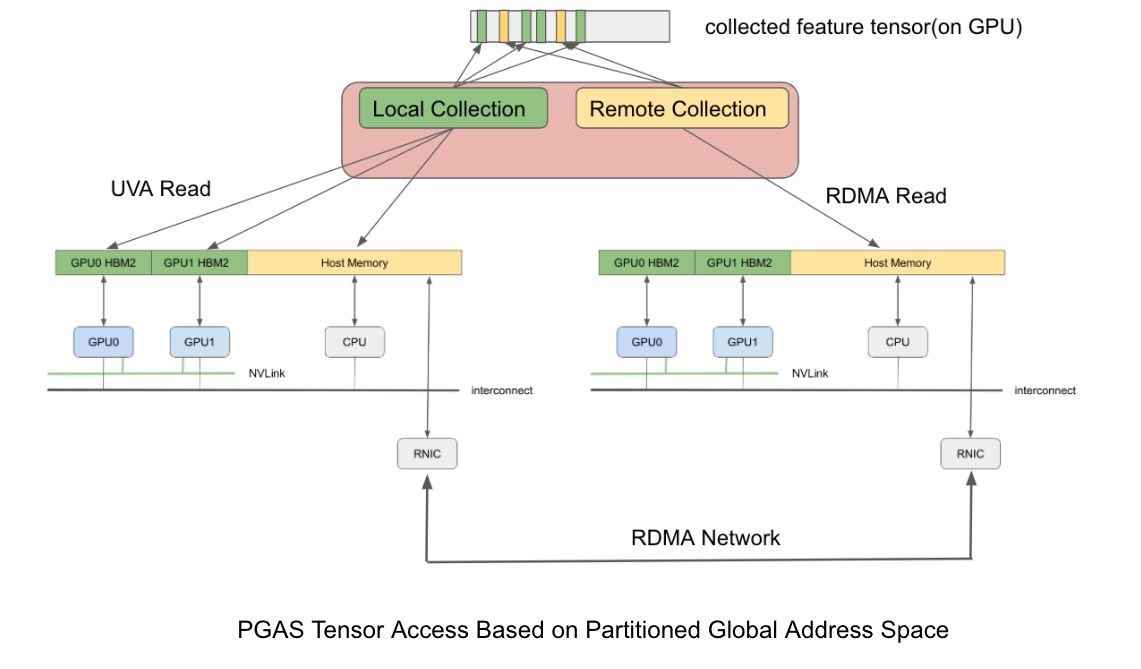 collected feature tensor(on GPU)
Local Collection
Remote Collection
UVA Read
RDMA Read
GPU0 HBM2
GPU1 HBM2
Host Memory
GPU0 HBM2
GPU1 HBM2
Host Memory
GPU0
GPU1
CPU
GPU0
GPU1
CPU
NVLink
NVLink
interconnect
interconnect
RNIC
RNIC
RDMA Network
PGAS Tensor Access Based on Partitioned Global Address Space